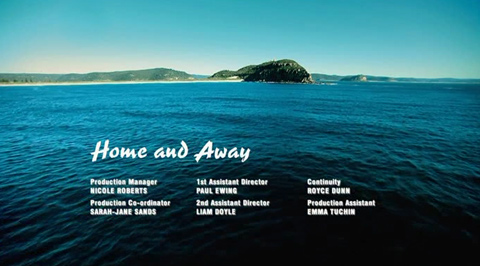 Home and Away
Production Manager
NICOLE ROBERTS
Production Co-ordinator
SARAH-JANE SANDS
1st Assistant Director
PAUL EWING
2nd Assistant Director
LIAM DOYLE
Continuity
ROYCE DUNN
Production Assistant
EMMA TUCHIN